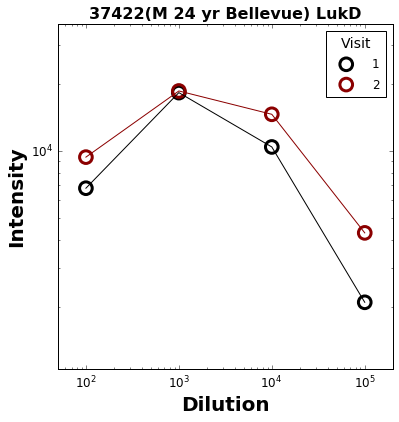 37422(M 24 yr Bellevue) LukD
Visit
1
2
10^4
Intensity
10^2 10^3 10^4 10^5
Dilution